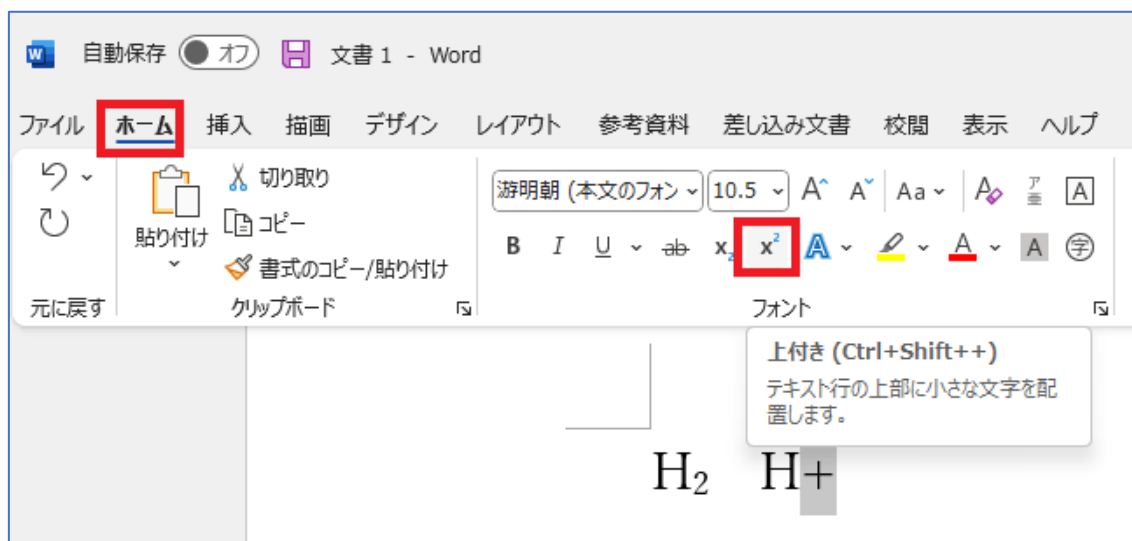 自動保存 オフ 文書 1 - Word
ファイル ホーム 挿入 描画 デザイン レイアウト 参考資料 差し込み文書 校閲 表示 ヘルプ
切り取り
游明朝 (本文のフォン 10.5 A A Aa A ア亜 A
コピー
貼り付け
B I U ab x₂ x² A A A 字
書式のコピー/貼り付け
元に戻す クリップボード フォント
上付き (Ctrl+Shift++)
テキスト行の上部に小さな文字を配
置します。
H₂ H+